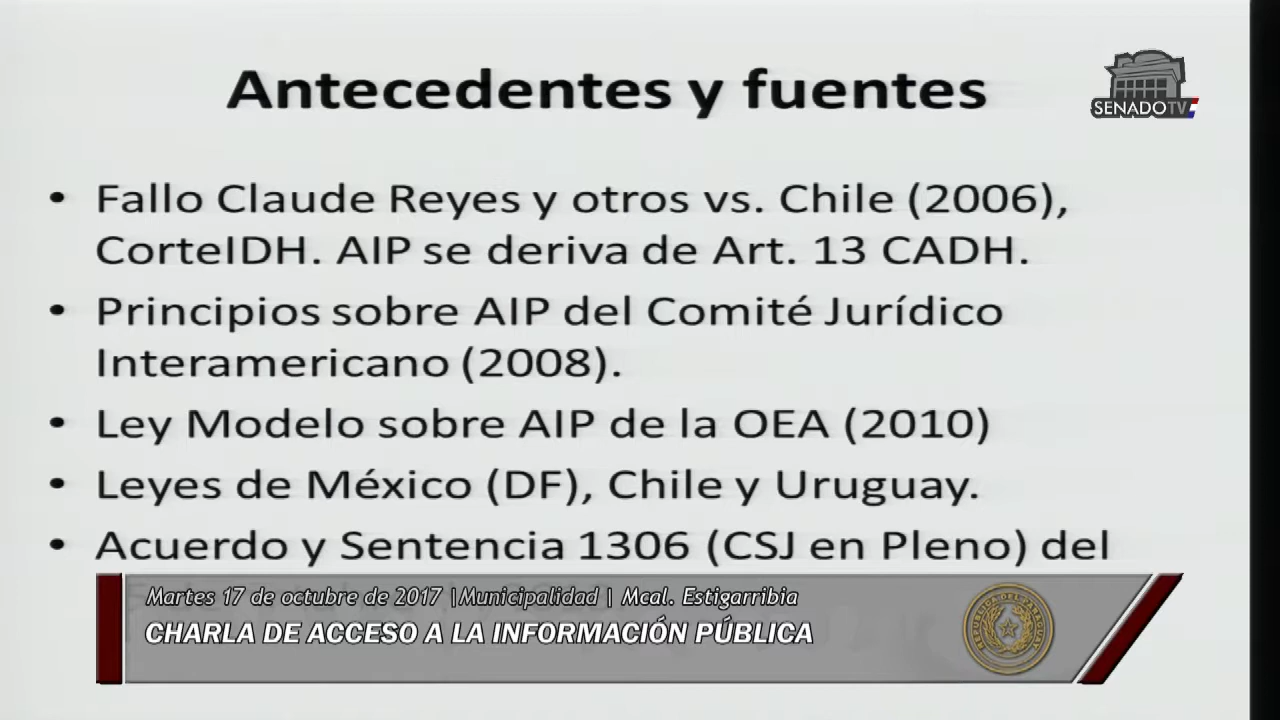 Antecedentes y fuentes
SENADOTV
• Fallo Claude Reyes y otros vs. Chile (2006),
CorteIDH. AIP se deriva de Art. 13 CADH.
• Principios sobre AIP del Comité Jurídico
Interamericano (2008).
• Ley Modelo sobre AIP de la OEA (2010)
• Leyes de México (DF), Chile y Uruguay.
• Acuerdo y Sentencia 1306 (CSJ en Pleno) del
Martes 17 de octubre de 2017 |Municipalidad | Mcal. Estigarribia
CHARLA DE ACCESO A LA INFORMACIÓN PÚBLICA
REPUBLICA DEL PARAGUAY